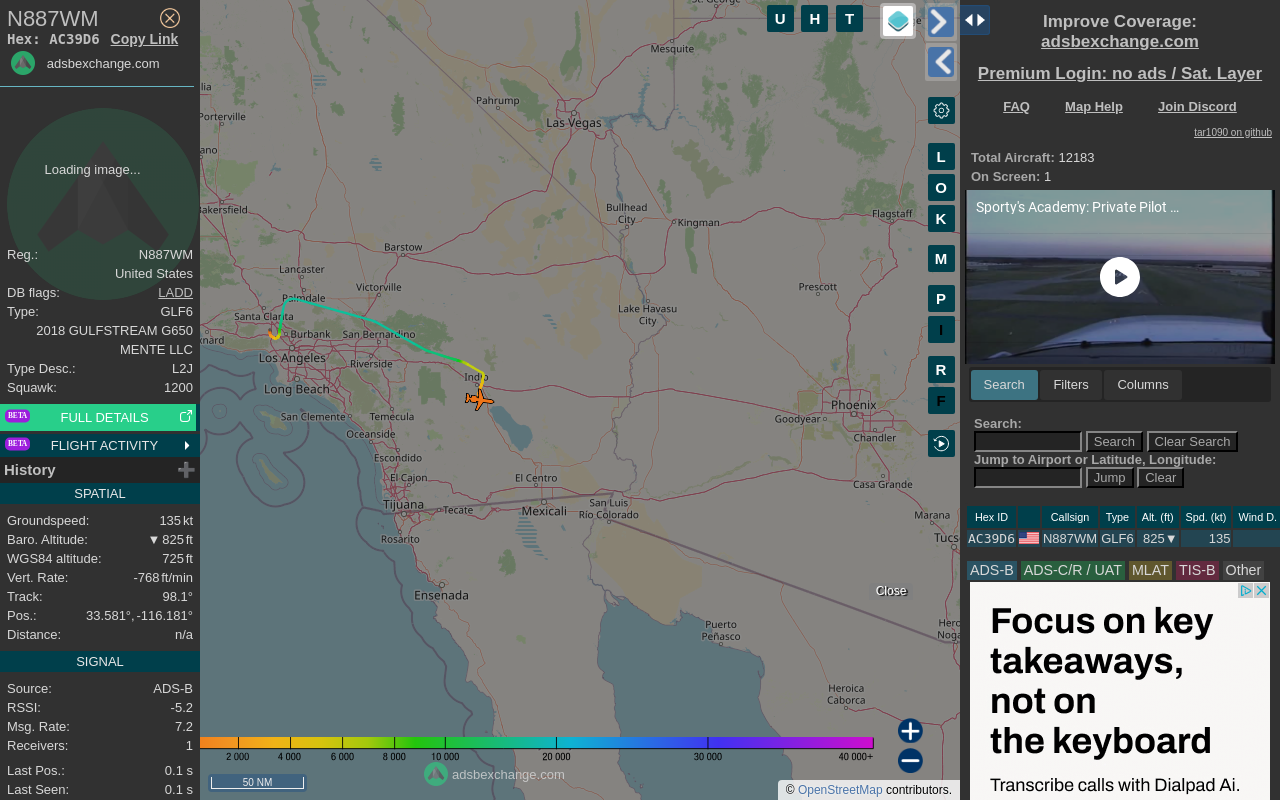 N887WM
Hex: AC39D6 Copy Link
adsbexchange.com
Loading image...
Reg.: N887WM
United States
DB flags: LADD
Type: GLF6
2018 GULFSTREAM G650
MENTE LLC
Type Desc.: L2J
Squawk: 1200
BETA FULL DETAILS
BETA FLIGHT ACTIVITY
History
SPATIAL
Groundspeed: 135 kt
Baro. Altitude: ▼ 825 ft
WGS84 altitude: 725 ft
Vert. Rate: -768 ft/min
Track: 98.1°
Pos.: 33.581°, -116.181°
Distance: n/a
SIGNAL
Source: ADS-B
RSSI: -5.2
Msg. Rate: 7.2
Receivers: 1
Last Pos.: 0.1 s
Last Seen: 0.1 s
U H T
L
O
K
M
P
I
R
F
St. George
Mesquite
Pahrump
Las Vegas
Porterville
Bakersfield
Bullhead
City
Kingman
Flagstaff
Barstow
Lancaster
Palmdale
Victorville
Prescott
Lake Havasu
City
Santa Clarita
Burbank
San Bernardino
Los Angeles
Riverside
Long Beach
Indio
San Clemente
Temecula
Oceanside
Escondido
El Cajon
Tijuana
Tecate
Rosarito
El Centro
Mexicali
San Luis
Río Colorado
Phoenix
Goodyear
Chandler
Casa Grande
Marana
Ensenada
Puerto
Peñasco
Heroica
Caborca
Close
2 000 4 000 6 000 8 000 10 000 20 000 30 000 40 000+
50 NM
adsbexchange.com
© OpenStreetMap contributors.
Improve Coverage:
adsbexchange.com
Premium Login: no ads / Sat. Layer
FAQ Map Help Join Discord
tar1090 on github
Total Aircraft: 12183
On Screen: 1
Sporty's Academy: Private Pilot ...
Search Filters Columns
Search:
Search Clear Search
Jump to Airport or Latitude, Longitude:
Jump Clear
Hex ID Callsign Type Alt. (ft) Spd. (kt) Wind D.
AC39D6 N887WM GLF6 825▼ 135
ADS-B ADS-C/R / UAT MLAT TIS-B Other
Focus on key
takeaways,
not on
the keyboard
Transcribe calls with Dialpad Ai.